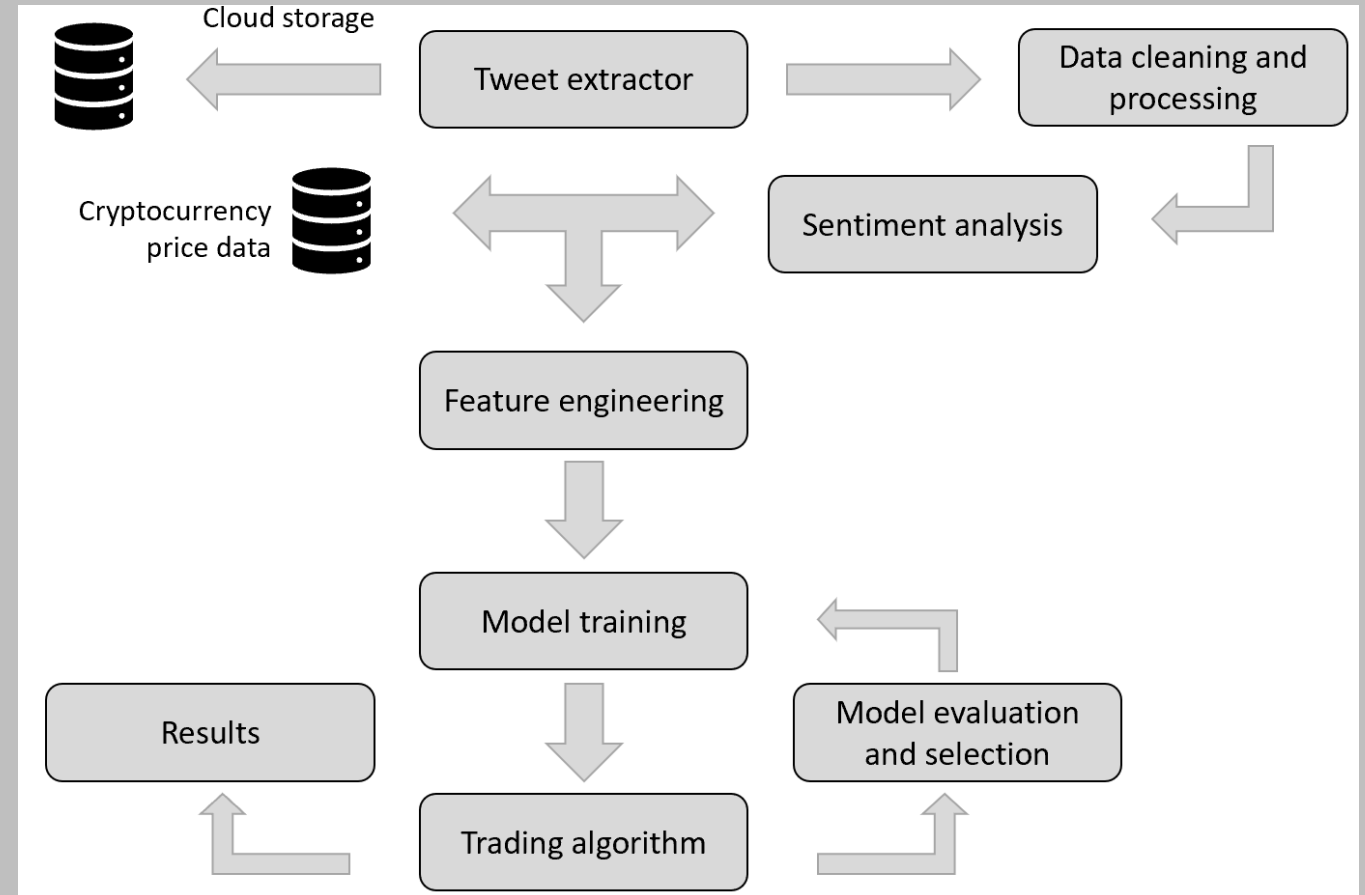 Cloud storage
Tweet extractor
Data cleaning and
processing
Cryptocurrency
price data
Sentiment analysis
Feature engineering
Model training
Results
Model evaluation
and selection
Trading algorithm